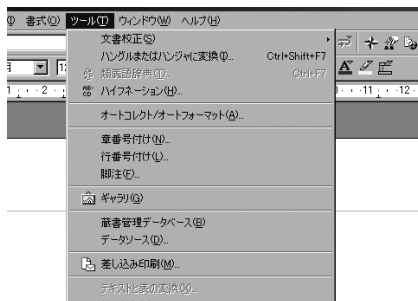 書式(O) ツール(T) ウィンドウ(W) ヘルプ(H)
文書校正(S)
ハングルまたはハンジャに変換(I)... Ctrl+Shift+F7
類義語辞典(T)... Ctrl+F7
ハイフネーション(H)...
オートコレクト/オートフォーマット(A)...
章番号付け(N)...
行番号付け(L)...
脚注(F)...
ギャラリ(G)
蔵書管理データベース(B)
データソース(D)...
差し込み印刷(M)...
テキストと表の変換(X)...
1 · 2 · 11 · 12